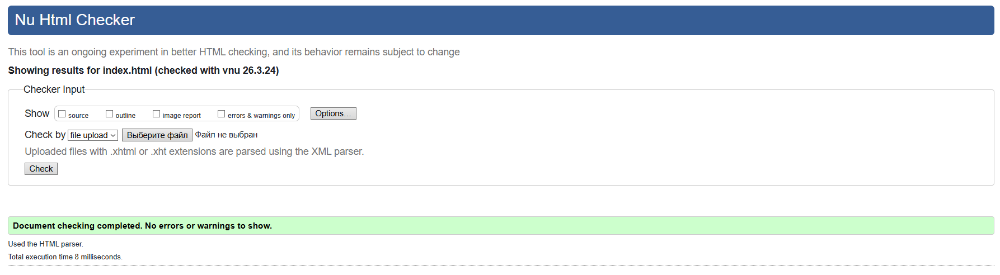 Nu Html Checker
This tool is an ongoing experiment in better HTML checking, and its behavior remains subject to change
Showing results for index.html (checked with vnu 26.3.24)
Checker Input
Show source outline image report errors & warnings only Options...
Check by file upload Выберите файл Файл не выбран
Uploaded files with .xhtml or .xht extensions are parsed using the XML parser.
Check
Document checking completed. No errors or warnings to show.
Used the HTML parser.
Total execution time 8 milliseconds.